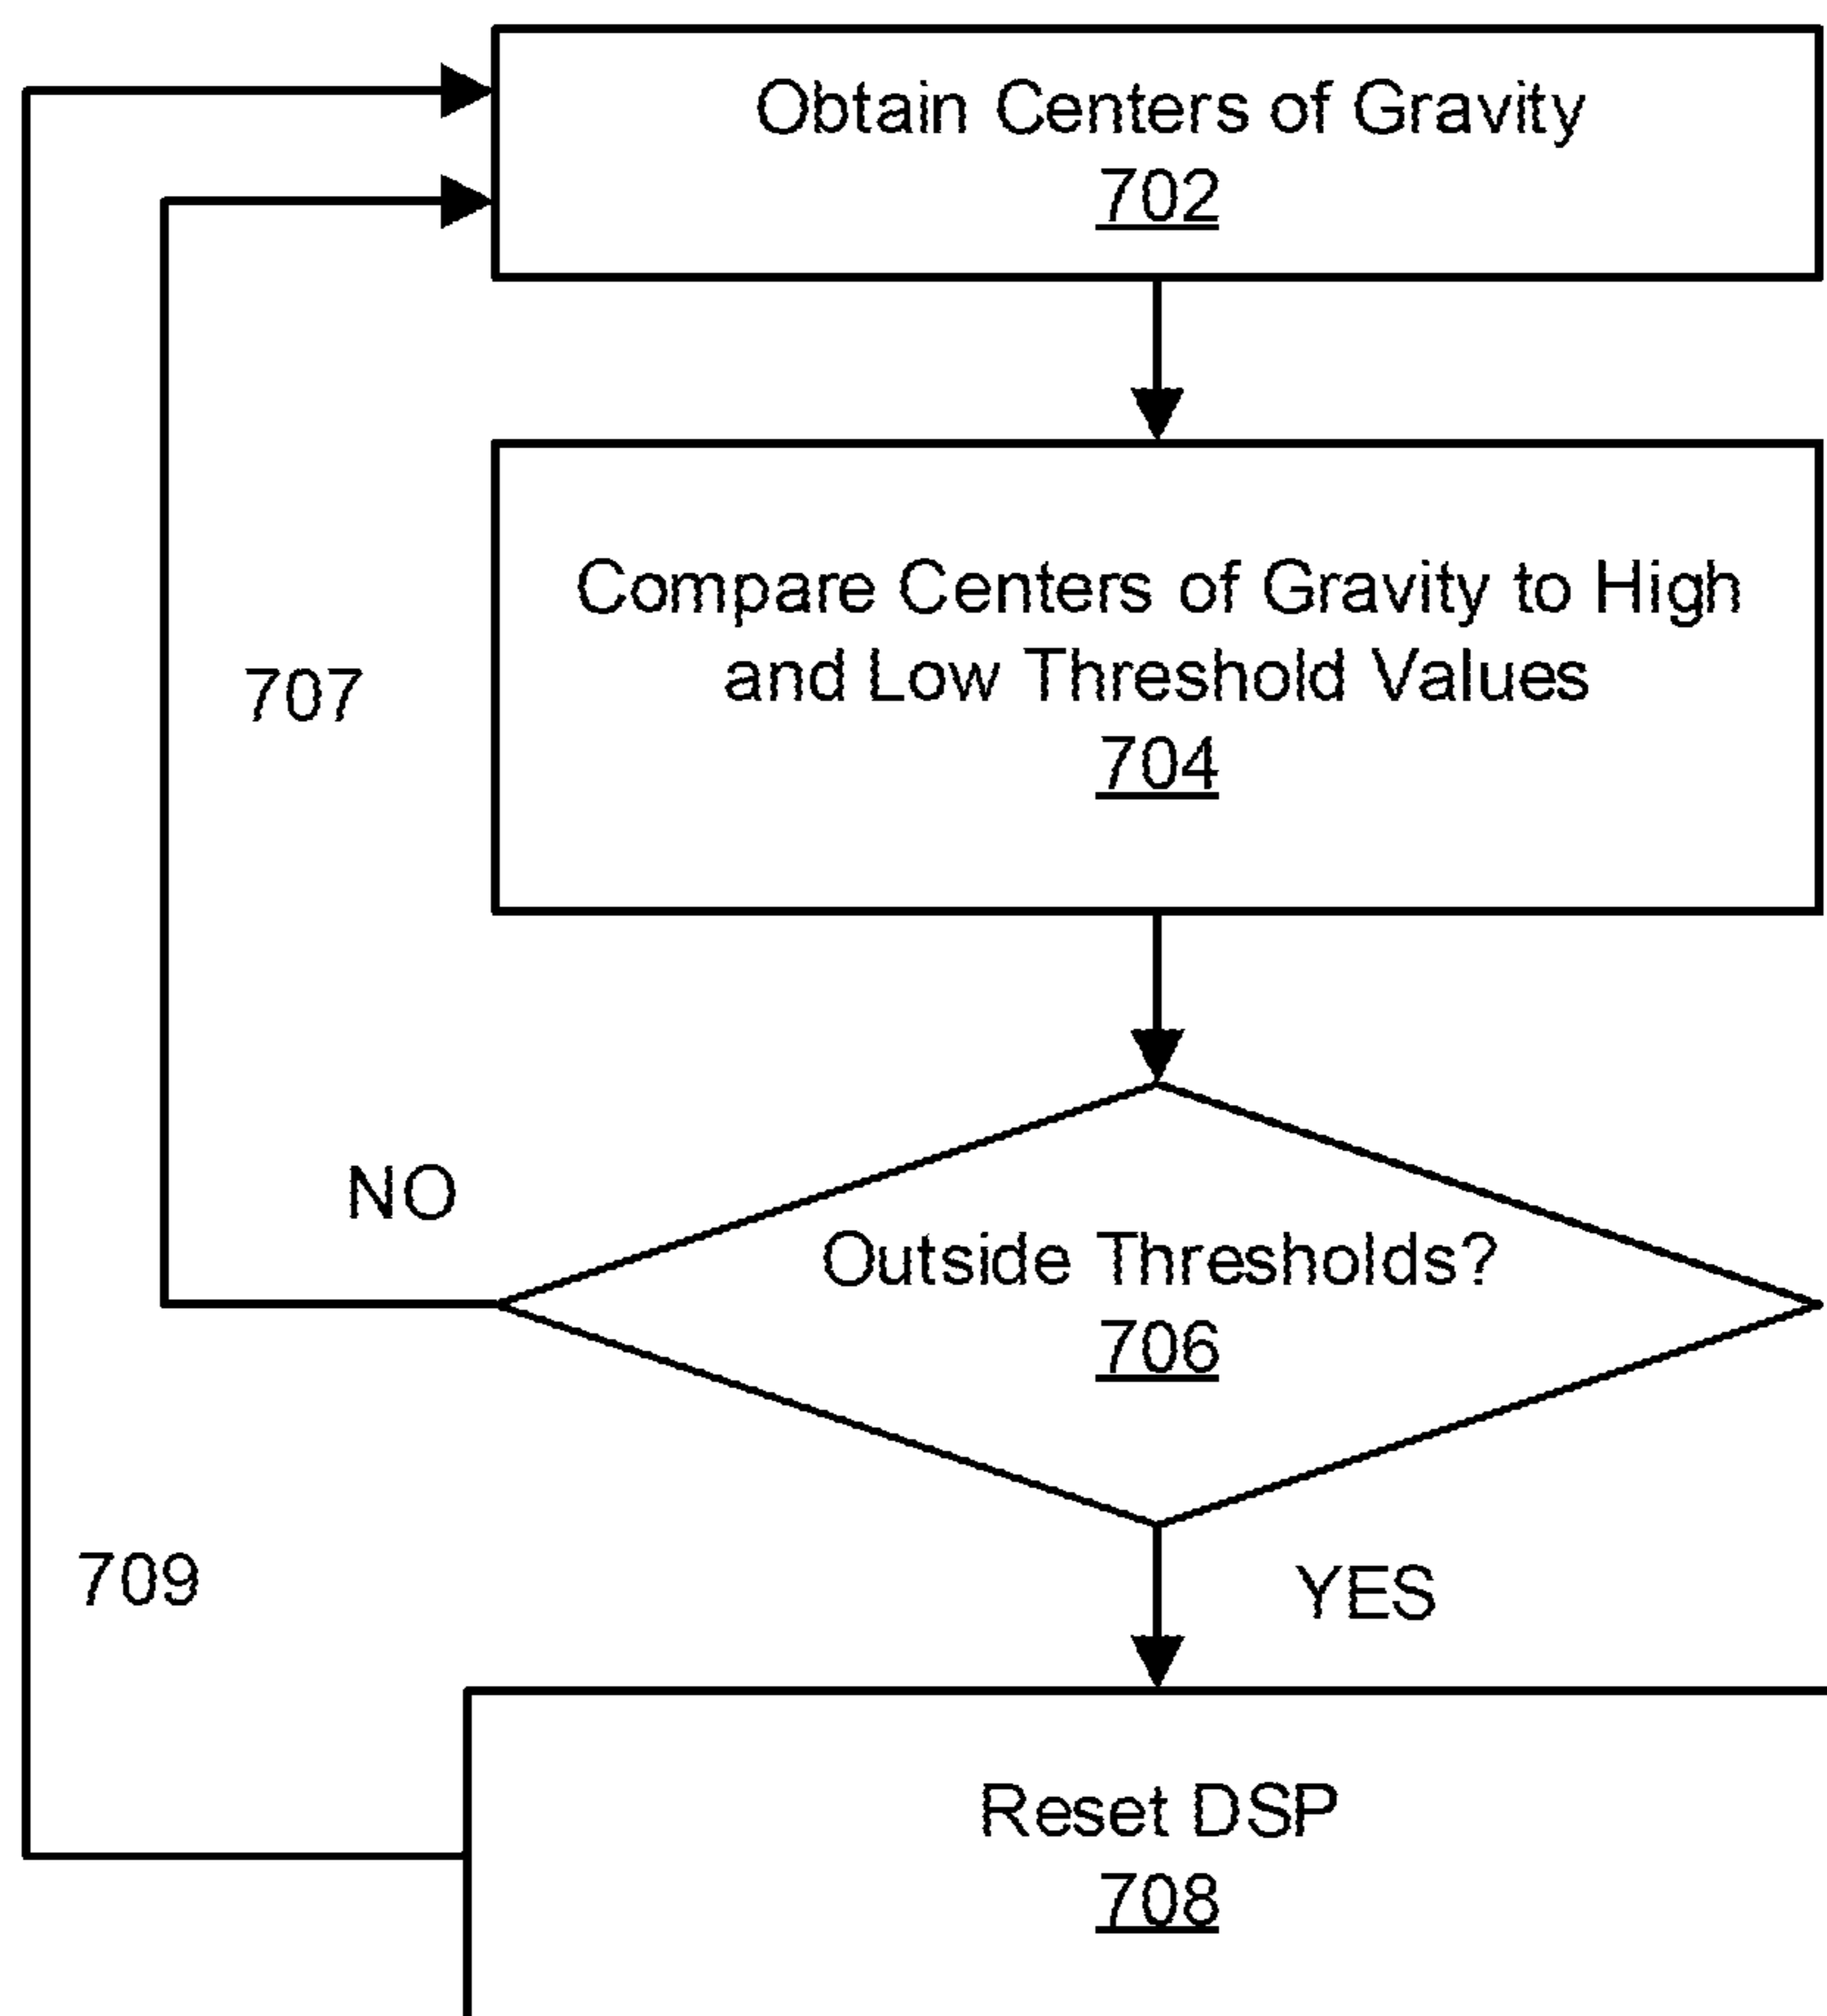 Obtain Centers of Gravity
702
Compare Centers of Gravity to High
and Low Threshold Values
704
707
NO
Outside Thresholds?
706
YES
709
Reset DSP
708